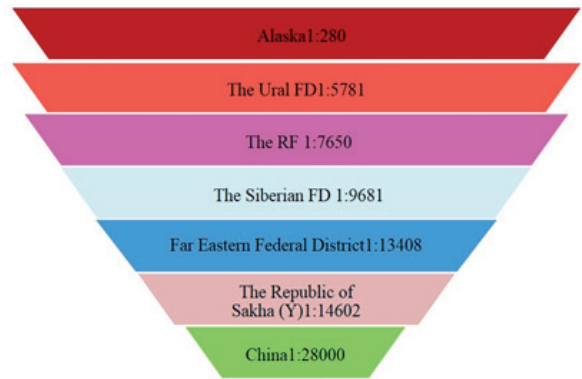 Alaska1:280
The Ural FD1:5781
The RF 1:7650
The Siberian FD 1:9681
Far Eastern Federal District1:13408
The Republic of
Sakha (Y)1:14602
China1:28000